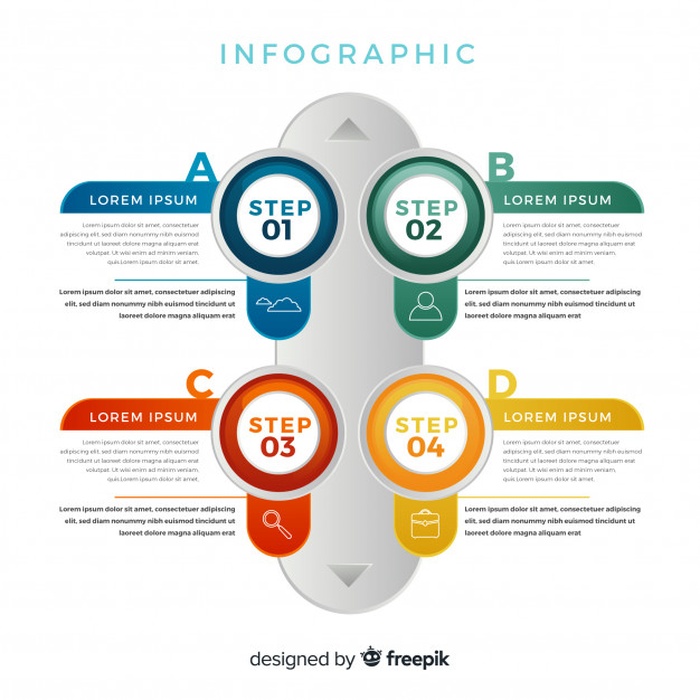 INFOGRAPHIC
A
LOREM IPSUM
Lorem ipsum dolor sit amet, consectetuer
adipiscing elit, sed diam nonummy nibh euismod
tincidunt ut laoreet dolore magna aliquam erat
volutpat. Ut wisi enim ad minim veniam,
quis.Lorem ipsum dolor sit amet
STEP
01
Lorem ipsum dolor sit amet, consectetuer adipiscing elit,
sed diam nonummy nibh euismod tincidunt ut
laoreet dolore magna aliquam erat
B
LOREM IPSUM
Lorem ipsum dolor sit amet, consectetuer
adipiscing elit, sed diam nonummy nibh euismod
tincidunt ut laoreet dolore magna aliquam erat
volutpat. Ut wisi enim ad minim veniam,
quis.Lorem ipsum dolor sit amet
STEP
02
Lorem ipsum dolor sit amet, consectetuer adipiscing elit,
sed diam nonummy nibh euismod tincidunt ut
laoreet dolore magna aliquam erat
C
LOREM IPSUM
Lorem ipsum dolor sit amet, consectetuer
adipiscing elit, sed diam nonummy nibh euismod
tincidunt ut laoreet dolore magna aliquam erat
volutpat. Ut wisi enim ad minim veniam,
quis.Lorem ipsum dolor sit amet
STEP
03
Lorem ipsum dolor sit amet, consectetuer adipiscing elit,
sed diam nonummy nibh euismod tincidunt ut
laoreet dolore magna aliquam erat
D
LOREM IPSUM
Lorem ipsum dolor sit amet, consectetuer
adipiscing elit, sed diam nonummy nibh euismod
tincidunt ut laoreet dolore magna aliquam erat
volutpat. Ut wisi enim ad minim veniam,
quis.Lorem ipsum dolor sit amet
STEP
04
Lorem ipsum dolor sit amet, consectetuer adipiscing elit,
sed diam nonummy nibh euismod tincidunt ut
laoreet dolore magna aliquam erat
designed by freepik